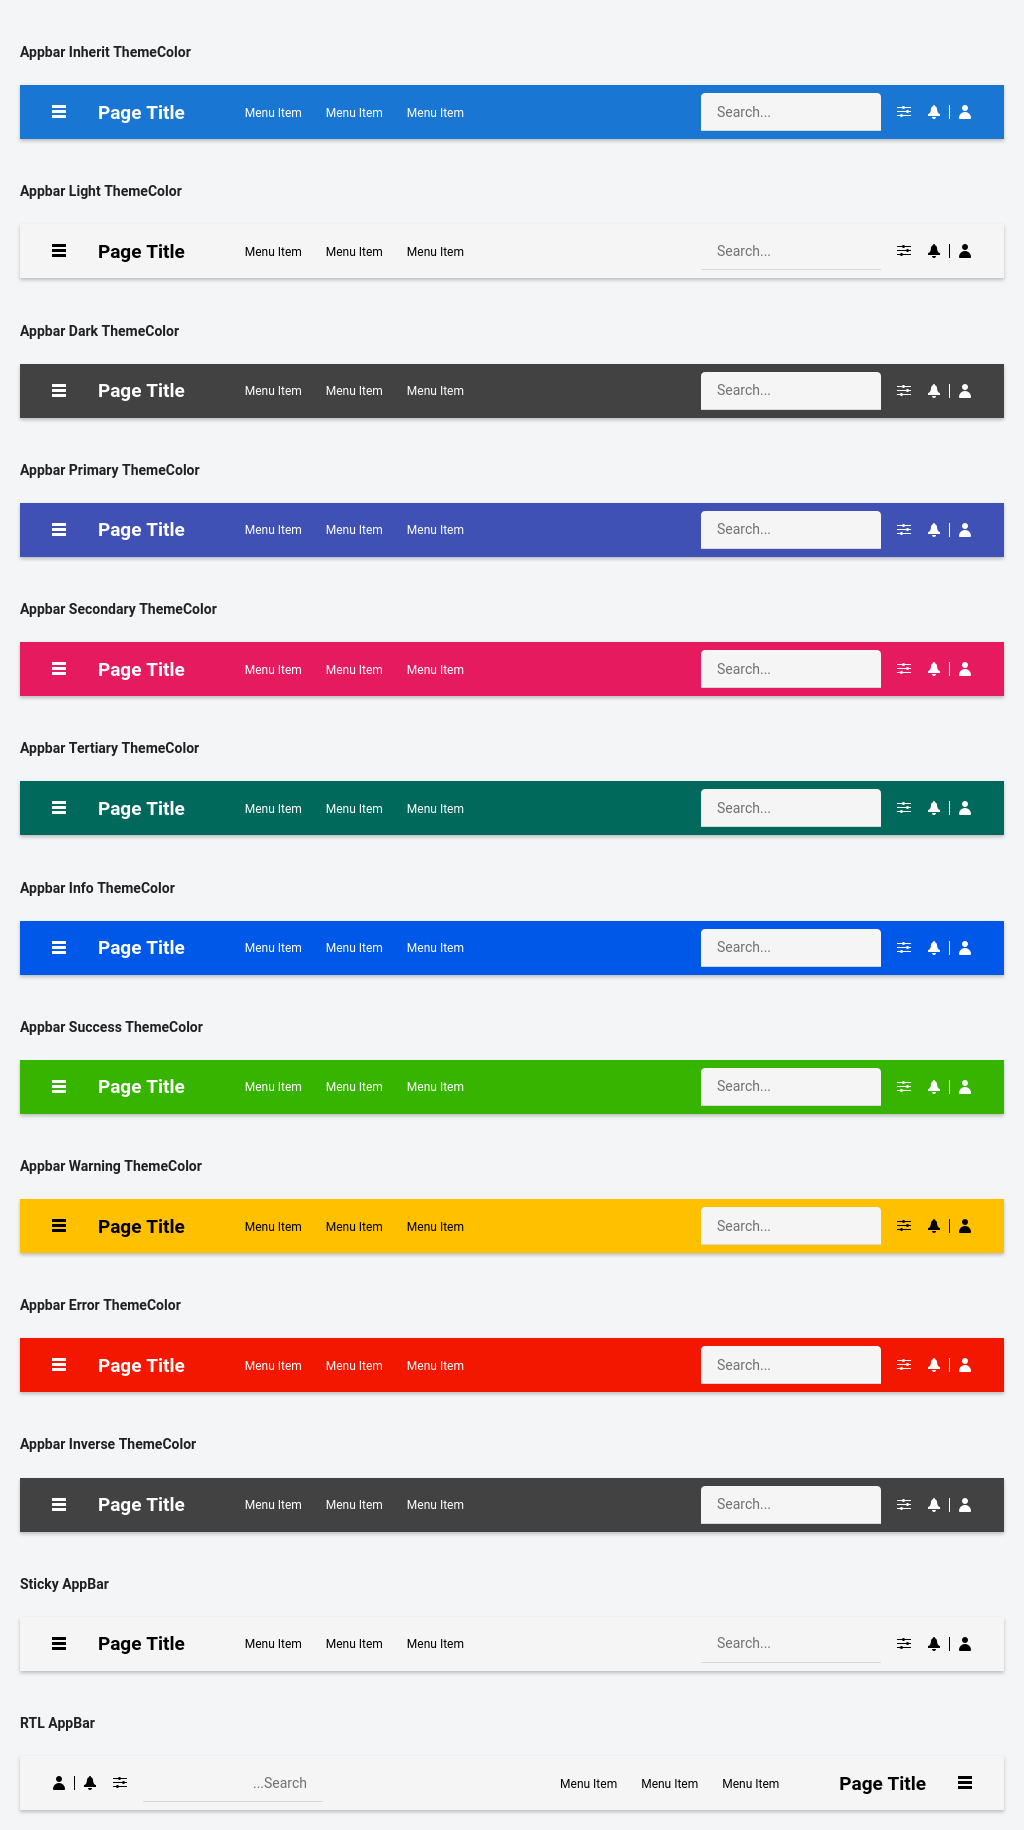 Appbar Inherit ThemeColor
Page Title Menu Item Menu Item Menu Item Search...
Appbar Light ThemeColor
Page Title Menu Item Menu Item Menu Item Search...
Appbar Dark ThemeColor
Page Title Menu Item Menu Item Menu Item Search...
Appbar Primary ThemeColor
Page Title Menu Item Menu Item Menu Item Search...
Appbar Secondary ThemeColor
Page Title Menu Item Menu Item Menu Item Search...
Appbar Tertiary ThemeColor
Page Title Menu Item Menu Item Menu Item Search...
Appbar Info ThemeColor
Page Title Menu Item Menu Item Menu Item Search...
Appbar Success ThemeColor
Page Title Menu Item Menu Item Menu Item Search...
Appbar Warning ThemeColor
Page Title Menu Item Menu Item Menu Item Search...
Appbar Error ThemeColor
Page Title Menu Item Menu Item Menu Item Search...
Appbar Inverse ThemeColor
Page Title Menu Item Menu Item Menu Item Search...
Sticky AppBar
Page Title Menu Item Menu Item Menu Item Search...
RTL AppBar
...Search Menu Item Menu Item Menu Item Page Title